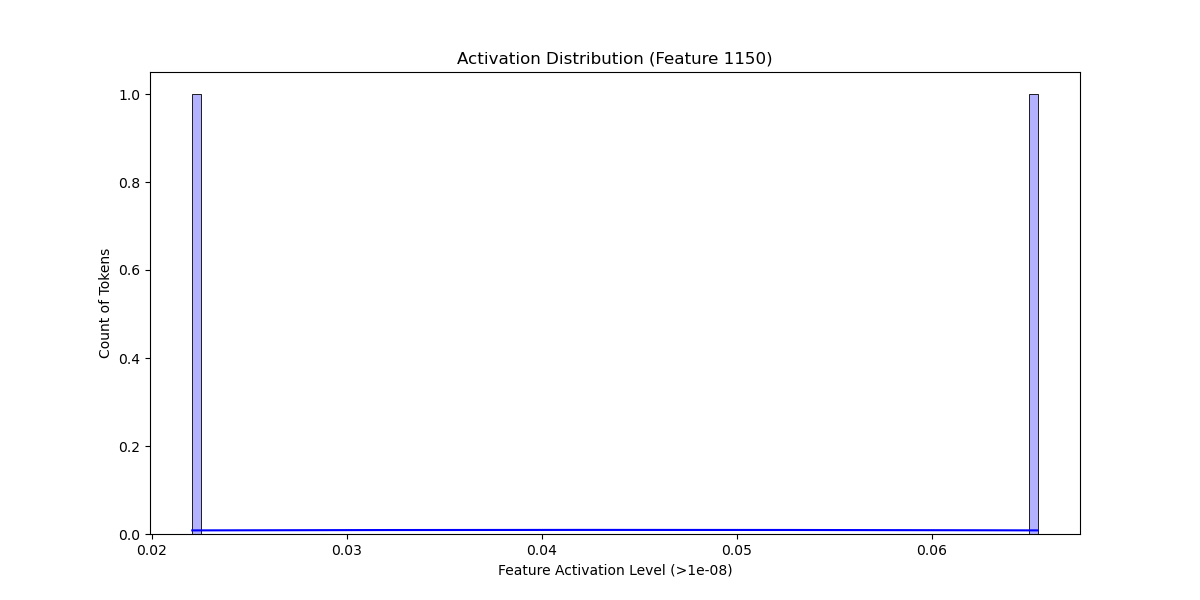 Activation Distribution (Feature 1150)
Count of Tokens
1.0
0.8
0.6
0.4
0.2
0.0
0.02 0.03 0.04 0.05 0.06
Feature Activation Level (>1e-08)